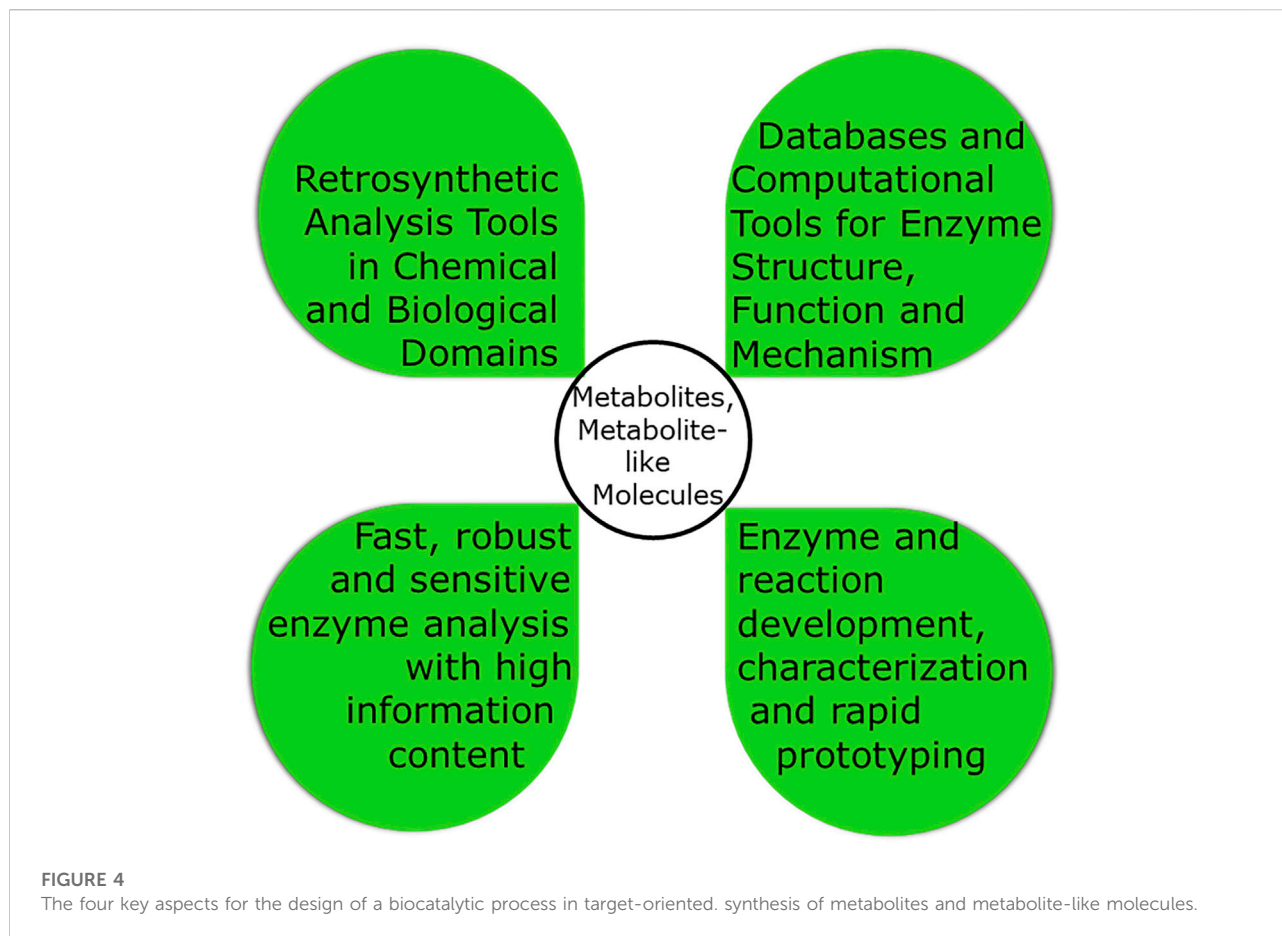 Retrosynthetic
Analysis Tools
in Chemical
and Biological
Domains
Databases and
Computational
Tools for Enzyme
Structure,
Function and
Mechanism
Metabolites,
Metabolite-
like
Molecules
Fast, robust
and sensitive
enzyme analysis
with high
information
content
Enzyme and
reaction
development,
characterization
and rapid
prototyping
FIGURE 4
The four key aspects for the design of a biocatalytic process in target-oriented. synthesis of metabolites and metabolite-like molecules.